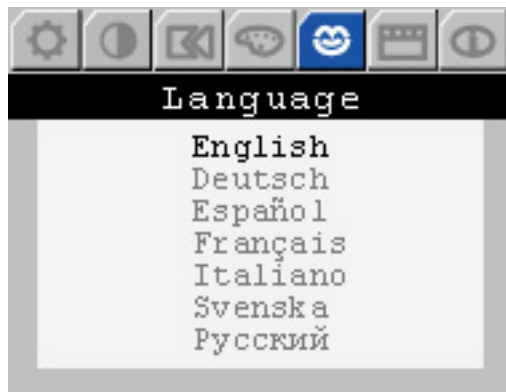 Language
English
Deutsch
Español
Français
Italiano
Svenska
Русский